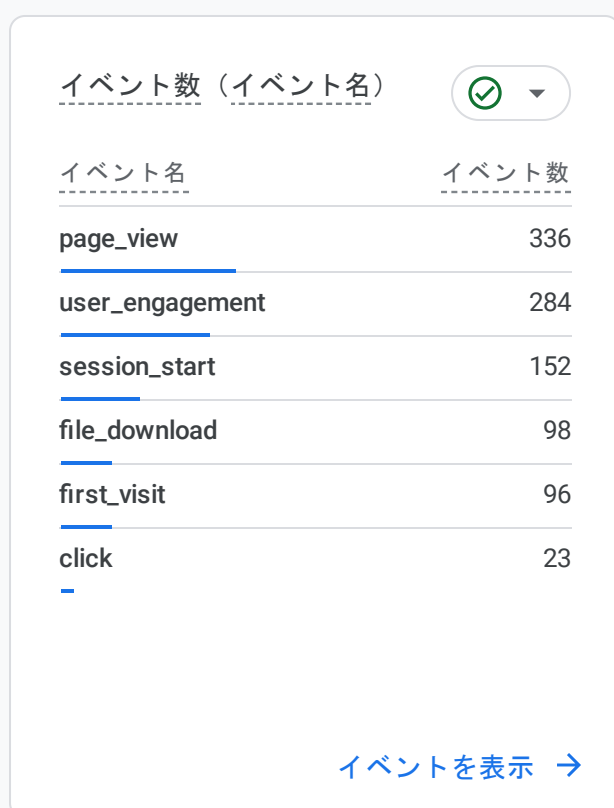 イベント数（イベント名）
イベント名 イベント数
page_view 336
user_engagement 284
session_start 152
file_download 98
first_visit 96
click 23
イベントを表示